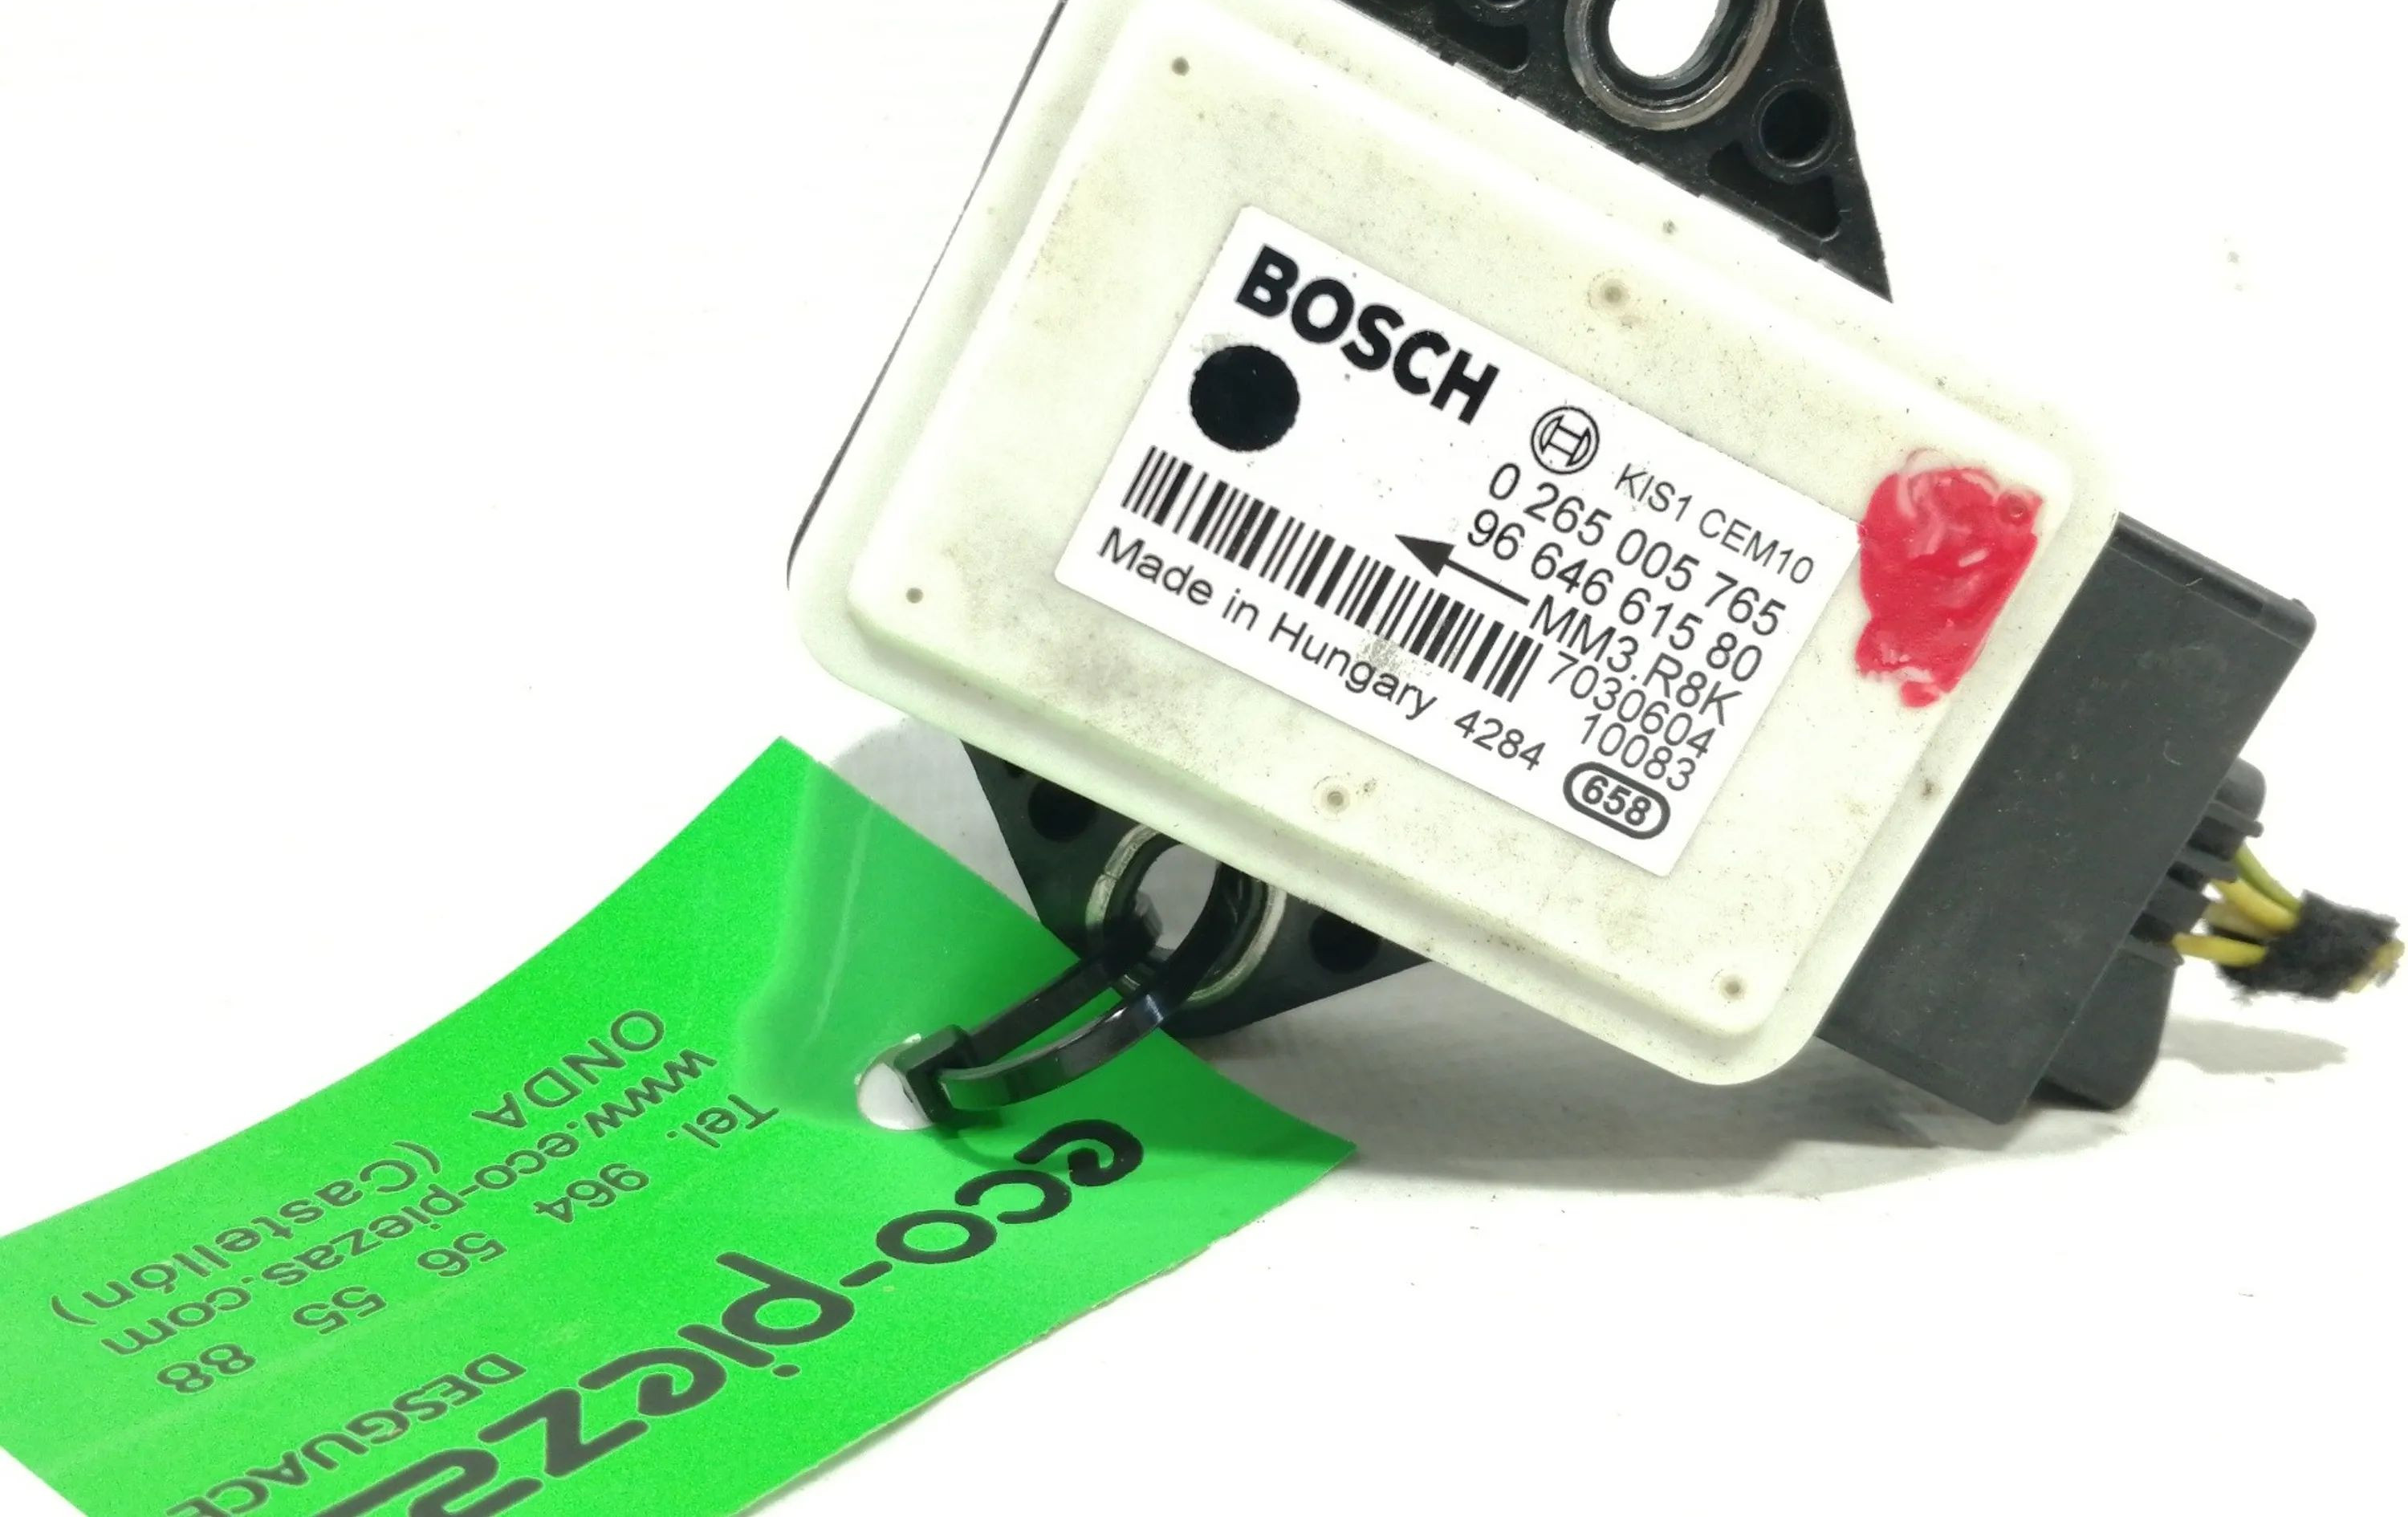 BOSCH
KIS1 CEM10
0 265 005 765
96 646 615 80
MM3.R8K
7030604
10083
Made in Hungary 4284
658
eco-pieza
DESGUACE
Tel. 964 56 55 88
www.eco-piezas.com
ONDA (Castellón)